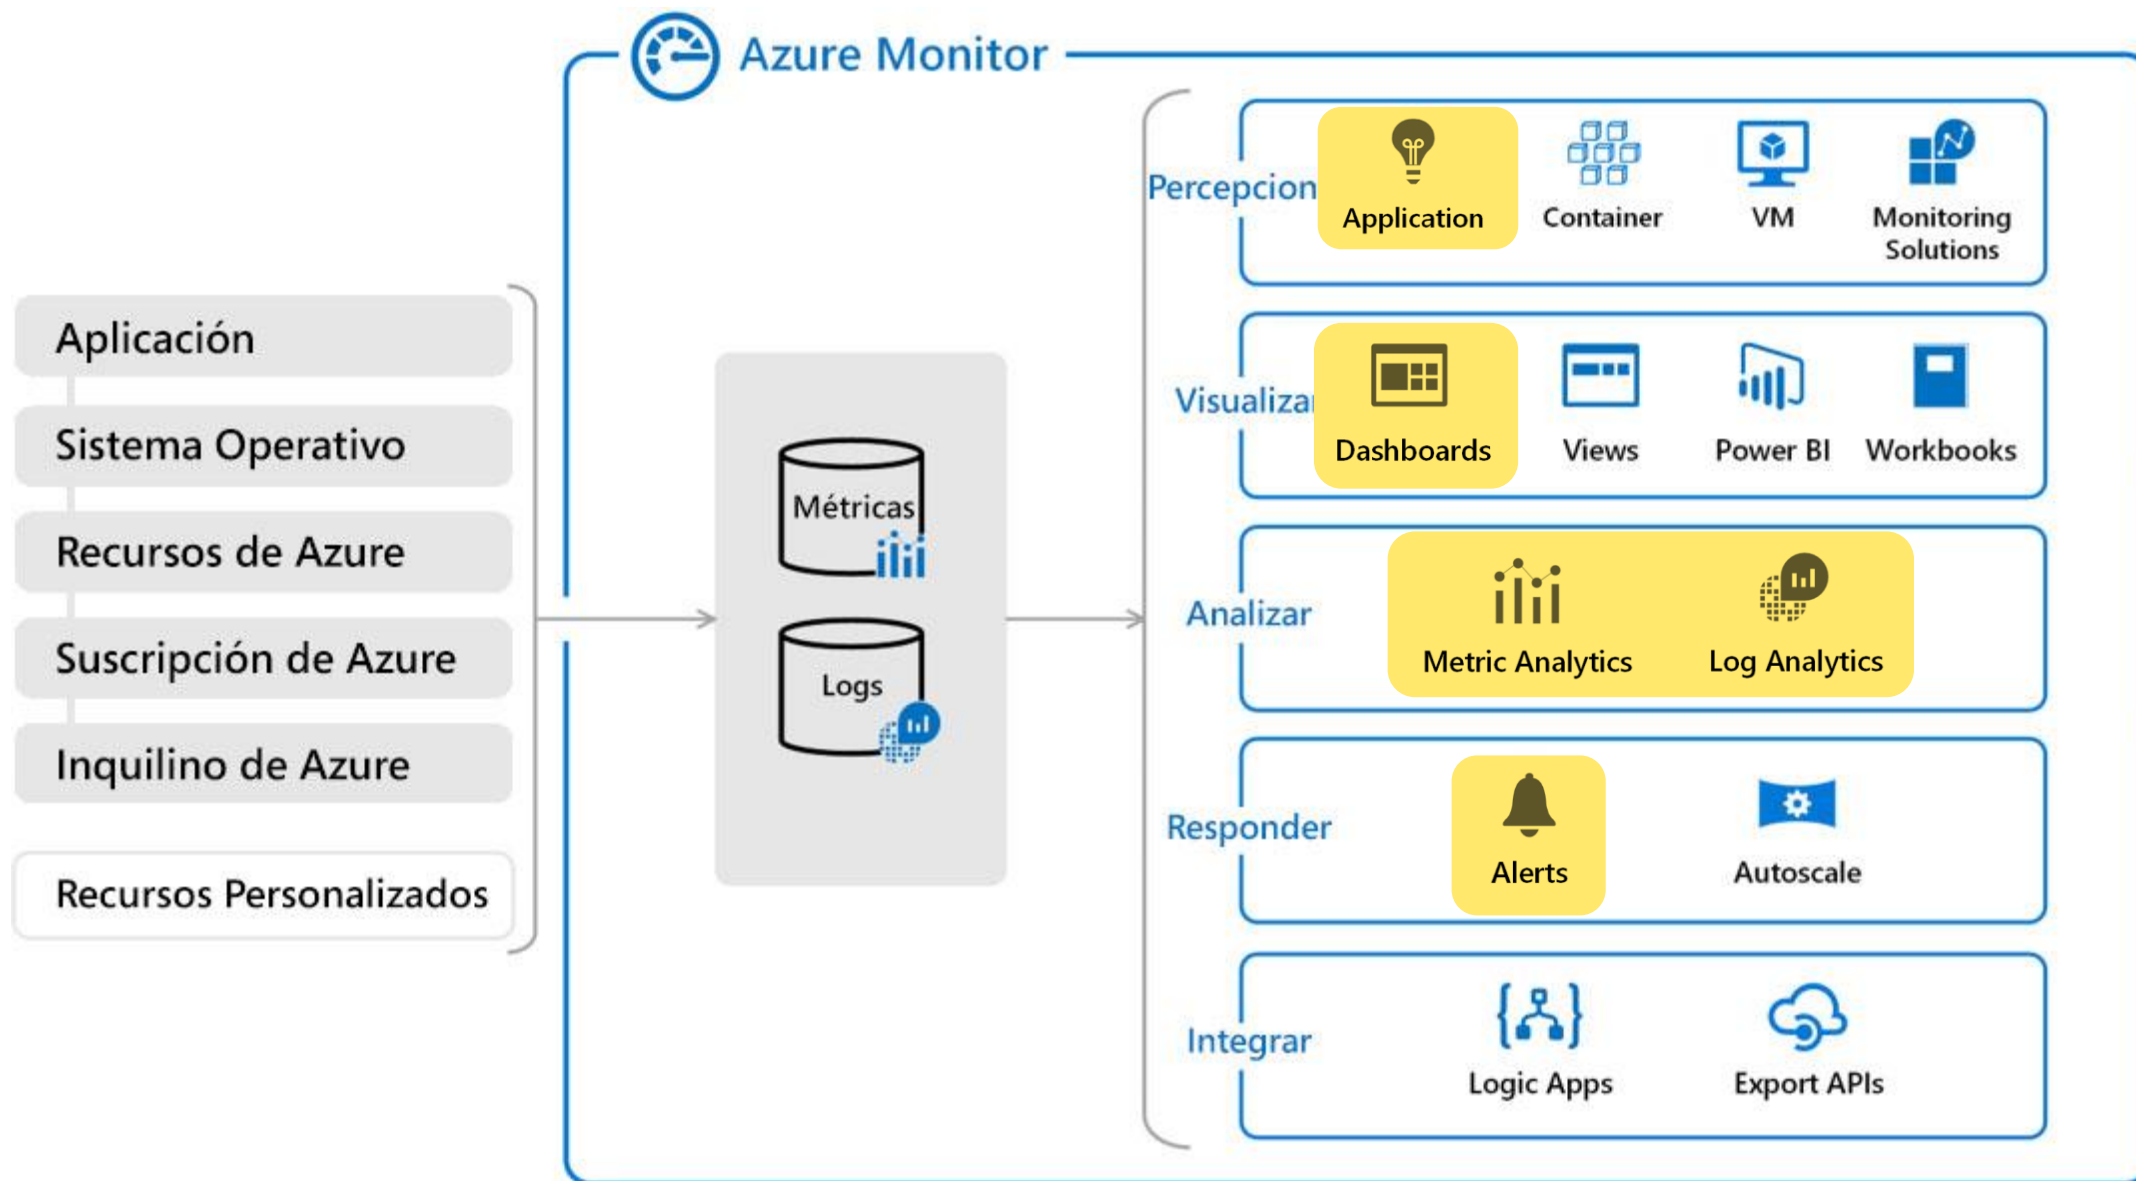 Azure Monitor
Aplicación
Sistema Operativo
Recursos de Azure
Suscripción de Azure
Inquilino de Azure
Recursos Personalizados
Métricas
Logs
Percepcion
Application
Container
VM
Monitoring
Solutions
Visualiza
Dashboards
Views
Power BI
Workbooks
Analizar
Metric Analytics
Log Analytics
Responder
Alerts
Autoscale
Integrar
Logic Apps
Export APIs